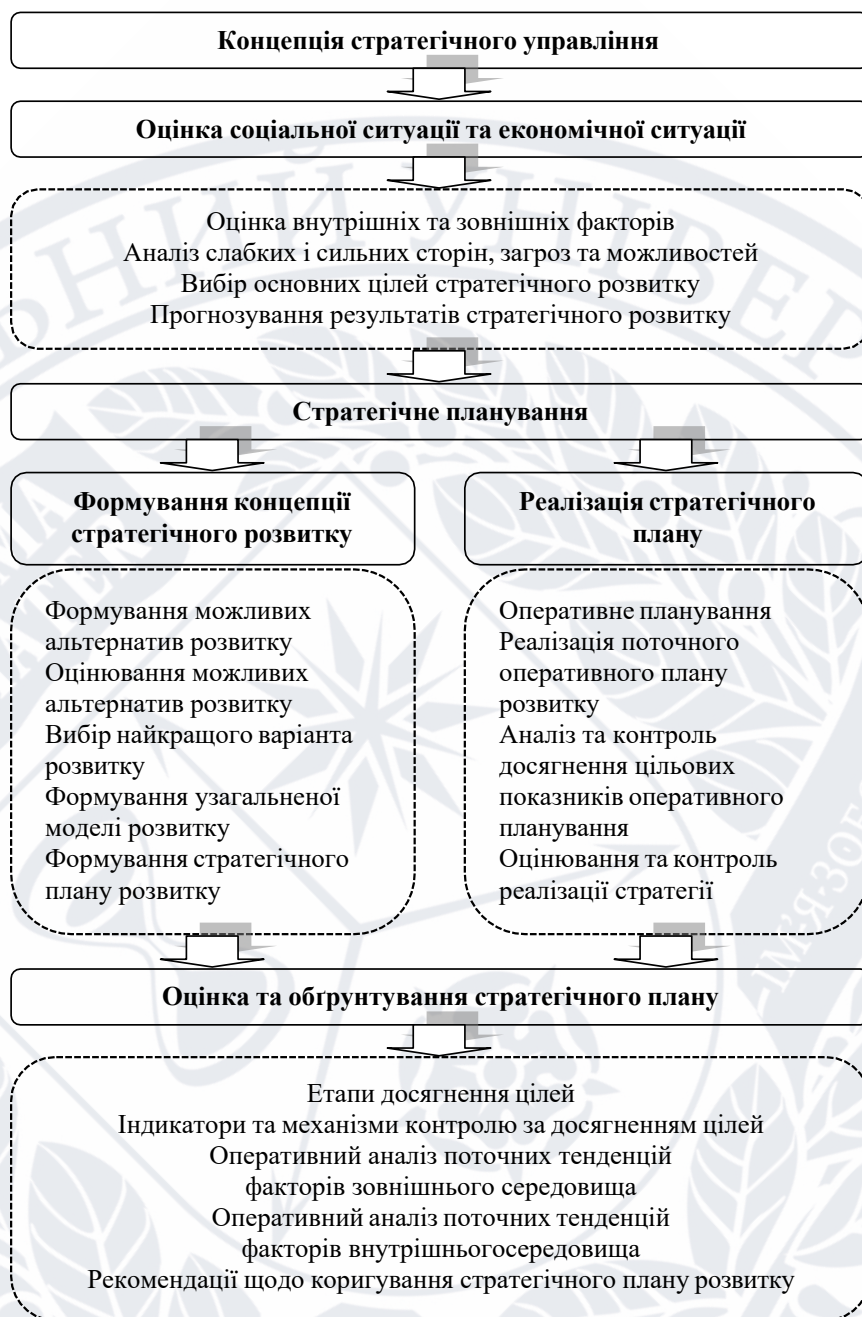 Концепція стратегічного управління
Оцінка соціальної ситуації та економічної ситуації
Оцінка внутрішніх та зовнішніх факторів
Аналіз слабких і сильних сторін, загроз та можливостей
Вибір основних цілей стратегічного розвитку
Прогнозування результатів стратегічного розвитку
Стратегічне планування
Формування концепції
стратегічного розвитку
Формування можливих
альтернатив розвитку
Оцінювання можливих
альтернатив розвитку
Вибір найкращого варіанта
розвитку
Формування узагальненої
моделі розвитку
Формування стратегічного
плану розвитку
Реалізація стратегічного
плану
Оперативне планування
Реалізація поточного
оперативного плану
розвитку
Аналіз та контроль
досягнення цільових
показників оперативного
планування
Оцінювання та контроль
реалізації стратегії
Оцінка та обґрунтування стратегічного плану
Етапи досягнення цілей
Індикатори та механізми контролю за досягненням цілей
Оперативний аналіз поточних тенденцій
факторів зовнішнього середовища
Оперативний аналіз поточних тенденцій
факторів внутрішньогосередовища
Рекомендації щодо коригування стратегічного плану розвитку